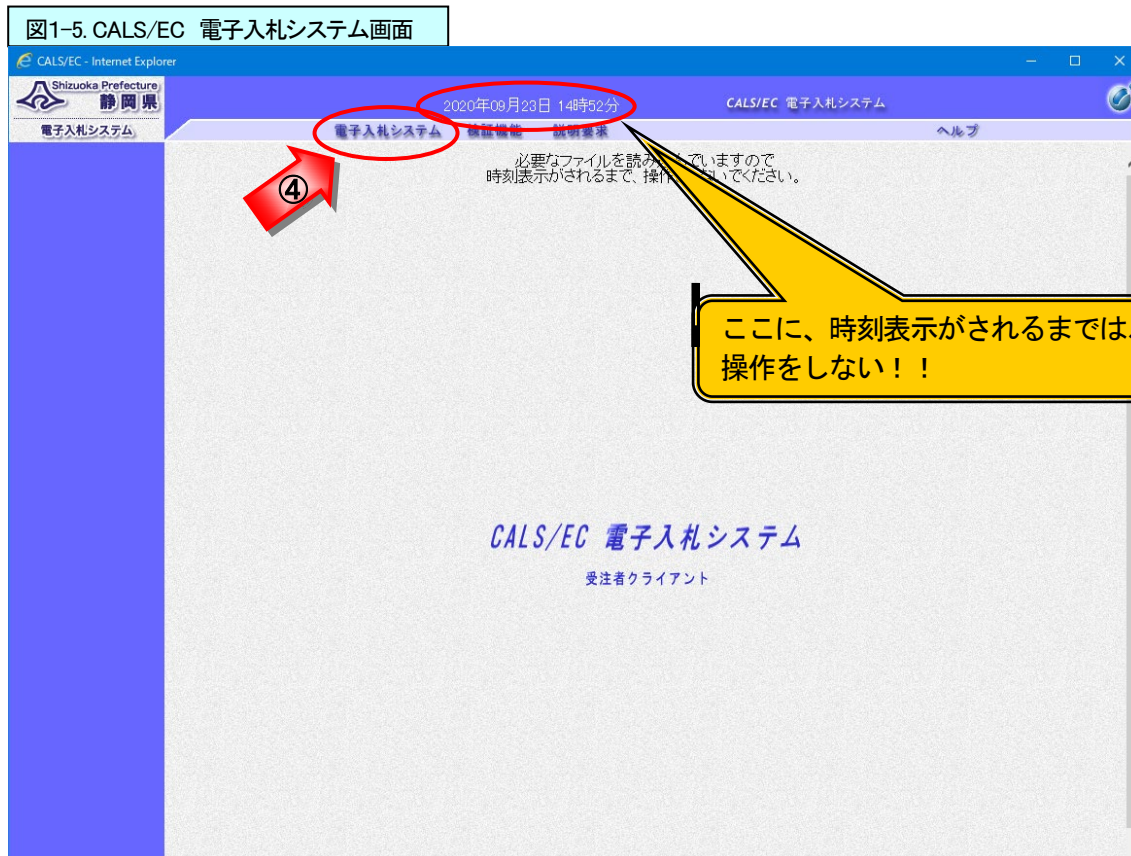 図1-5. CALS/EC 電子入札システム画面
CALS/EC - Internet Explorer
Shizuoka Prefecture
静岡県
2020年09月23日 14時52分
CALS/EC 電子入札システム
電子入札システム
電子入札システム 検証機能 説明要求 ヘルプ
必要なファイルを読み いますので
時刻表示がされるまで、操作 いでください。
④
ここに、時刻表示がされるまでは
操作をしない！！
CALS/EC 電子入札システム
受注者クライアント